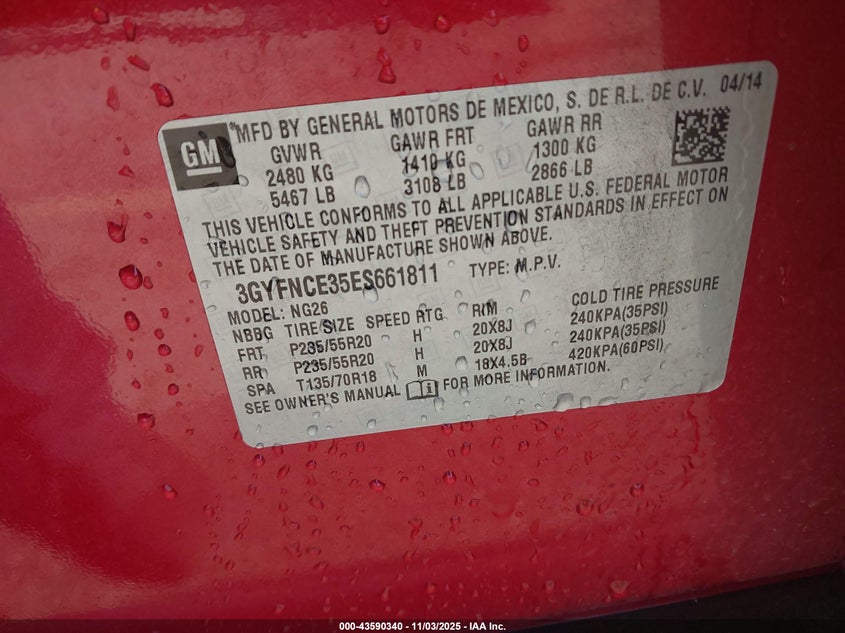 GM
*MFD BY GENERAL MOTORS DE MEXICO, S. DE R.L. DE C.V. 04/14
GVWR GAWR FRT GAWR RR
2480 KG 1410 KG 1300 KG
5467 LB 3108 LB 2866 LB
THIS VEHICLE CONFORMS TO ALL APPLICABLE U.S. FEDERAL MOTOR
VEHICLE SAFETY AND THEFT PREVENTION STANDARDS IN EFFECT ON
THE DATE OF MANUFACTURE SHOWN ABOVE.
3GYFNCE35ES661811 TYPE: M.P.V.
MODEL: NG26
NBBG TIRE/SIZE SPEED RTG RIM COLD TIRE PRESSURE
FRT P235/55R20 H 20X8J 240KPA(35PSI)
RR P235/55R20 H 20X8J 240KPA(35PSI)
SPA T135/70R18 M 18X4.5B 420KPA(60PSI)
SEE OWNER'S MANUAL FOR MORE INFORMATION.
000-43590340 - 11/03/2025 - IAA Inc.